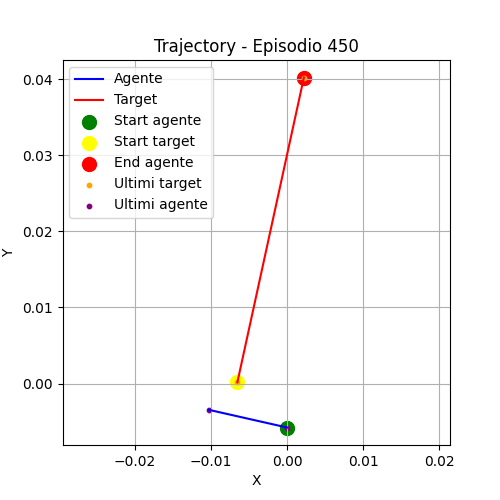 Trajectory - Episodio 450
Agente
Target
Start agente
Start target
End agente
Ultimi target
Ultimi agente
0.04
0.03
0.02
0.01
0.00
Y
−0.02 −0.01 0.00 0.01 0.02
X